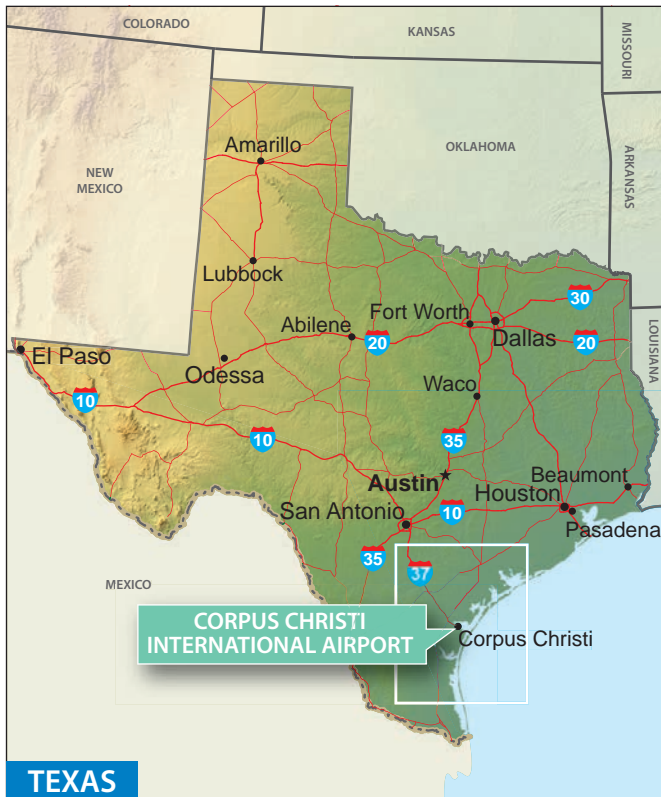 COLORADO
KANSAS
MISSOURI
NEW
MEXICO
OKLAHOMA
ARKANSAS
Amarillo
Lubbock
30
Fort Worth
Abilene
20
Dallas
20
LOUISIANA
El Paso
Odessa
10
Waco
10
35
Austin
Beaumont
Houston
San Antonio
10
Pasadena
35
37
MEXICO
CORPUS CHRISTI
INTERNATIONAL AIRPORT
Corpus Christi
TEXAS